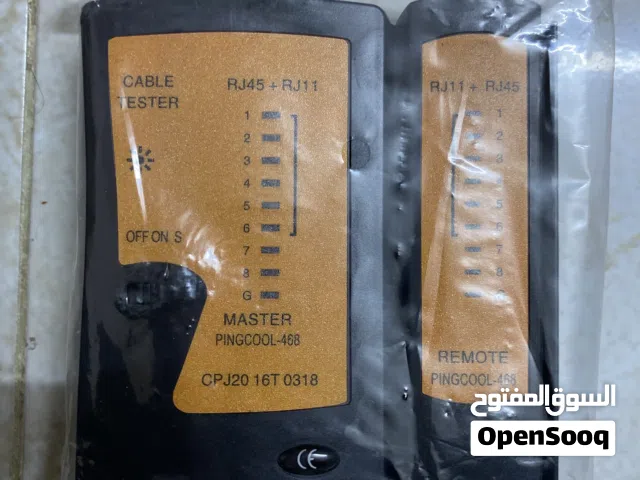 CABLE
TESTER
RJ45 + RJ11
1
2
3
4
5
6
7
8
G
OFF ON S
MASTER
PINGCOOL-468
CPJ20 16T 0318
CE
RJ11 + RJ45
1
2
3
4
5
6
7
8
G
REMOTE
PINGCOOL-468
السوق المفتوح
OpenSooq